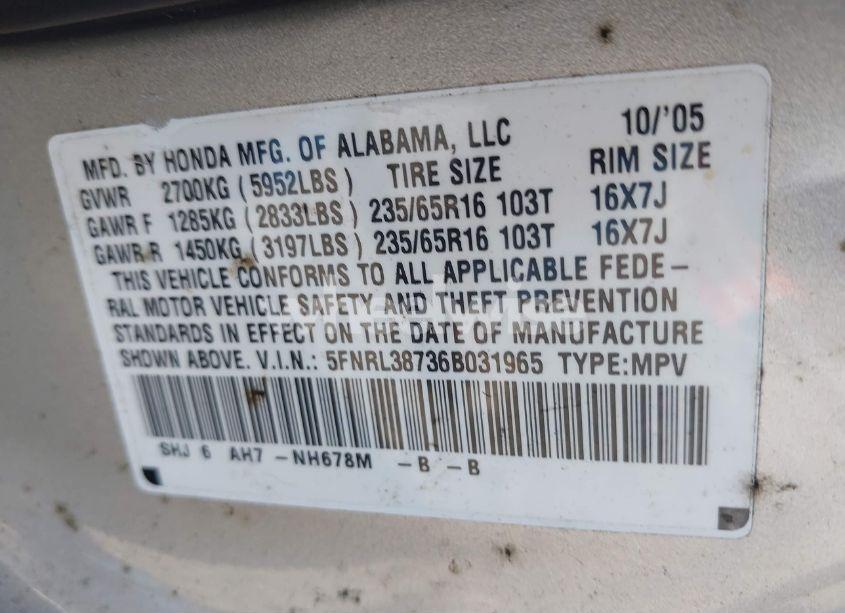 MFD. BY HONDA MFG. OF ALABAMA, LLC 10/'05
GVWR 2700KG (5952LBS) TIRE SIZE RIM SIZE
GAWR F 1285KG (2833LBS) 235/65R16 103T 16X7J
GAWR R 1450KG (3197LBS) 235/65R16 103T 16X7J
THIS VEHICLE CONFORMS TO ALL APPLICABLE FEDE-
RAL MOTOR VEHICLE SAFETY AND THEFT PREVENTION
STANDARDS IN EFFECT ON THE DATE OF MANUFACTURE
SHOWN ABOVE. V.I.N.: 5FNRL38736B031965 TYPE:MPV
SHJ 6 AH7 -NH678M -B -B